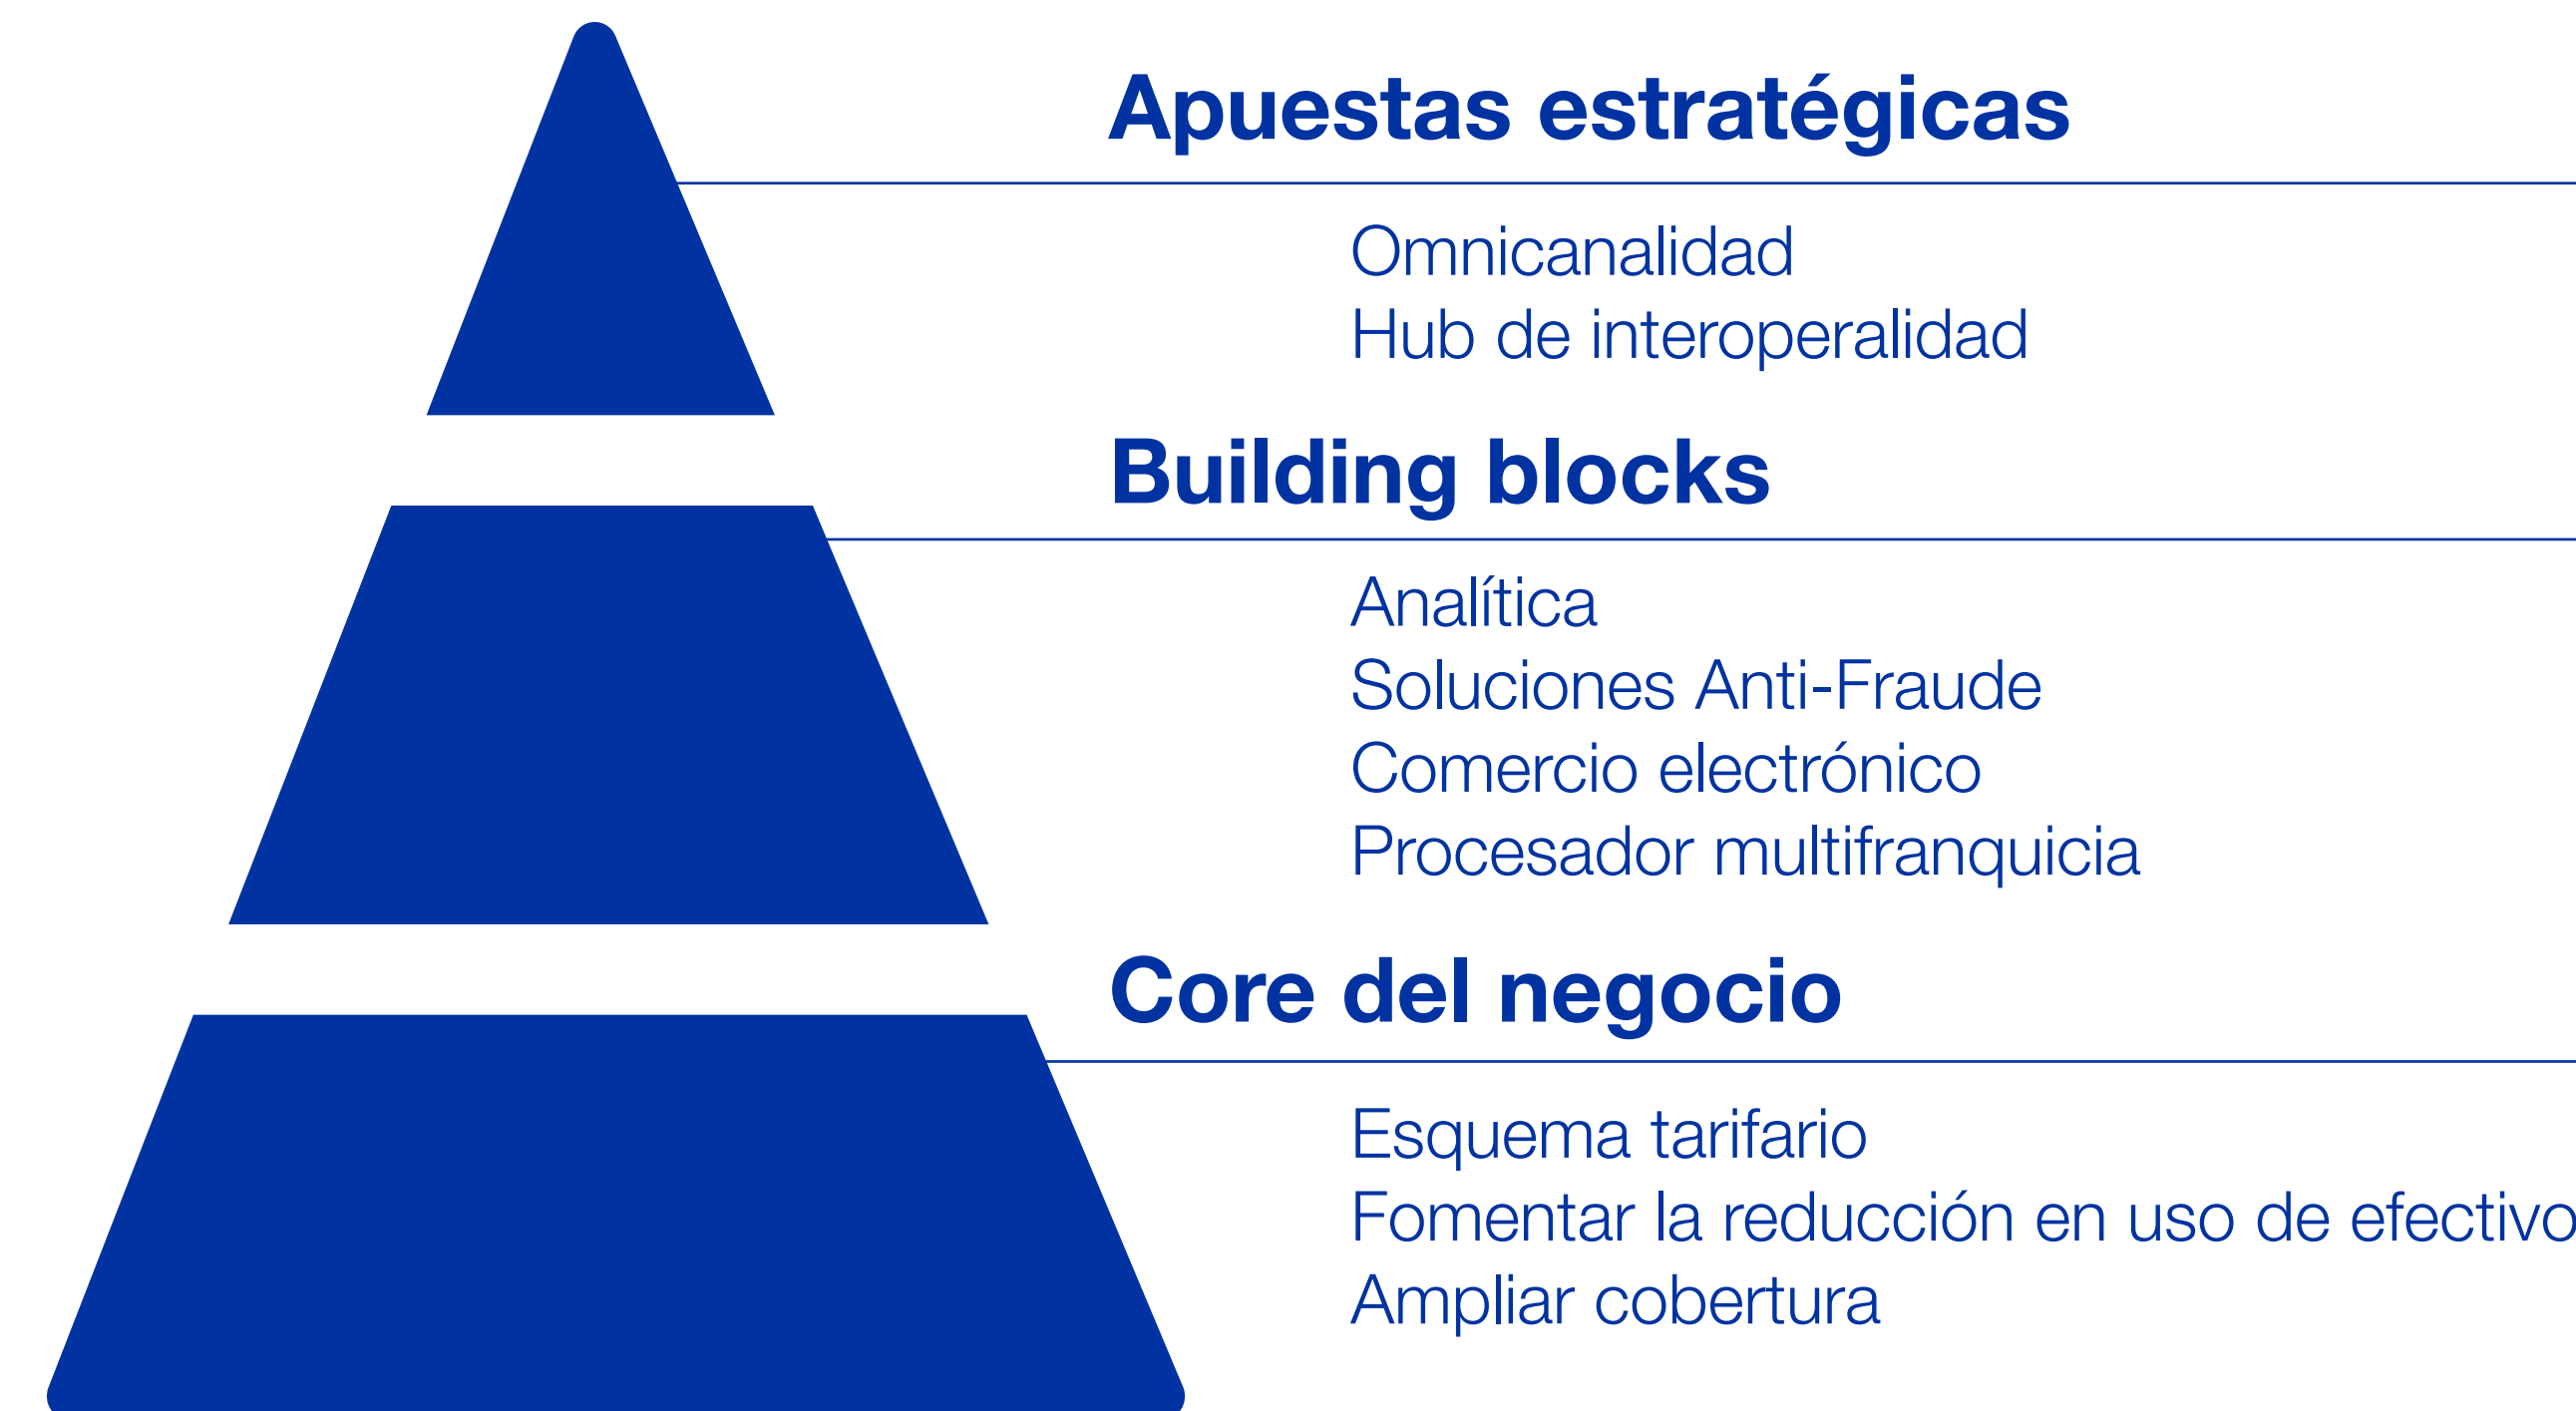 Apuestas estratégicas
Omnicanalidad
Hub de interoperalidad
Building blocks
Analítica
Soluciones Anti-Fraude
Comercio electrónico
Procesador multifranquicia
Core del negocio
Esquema tarifario
Fomentar la reducción en uso de efectivo
Ampliar cobertura